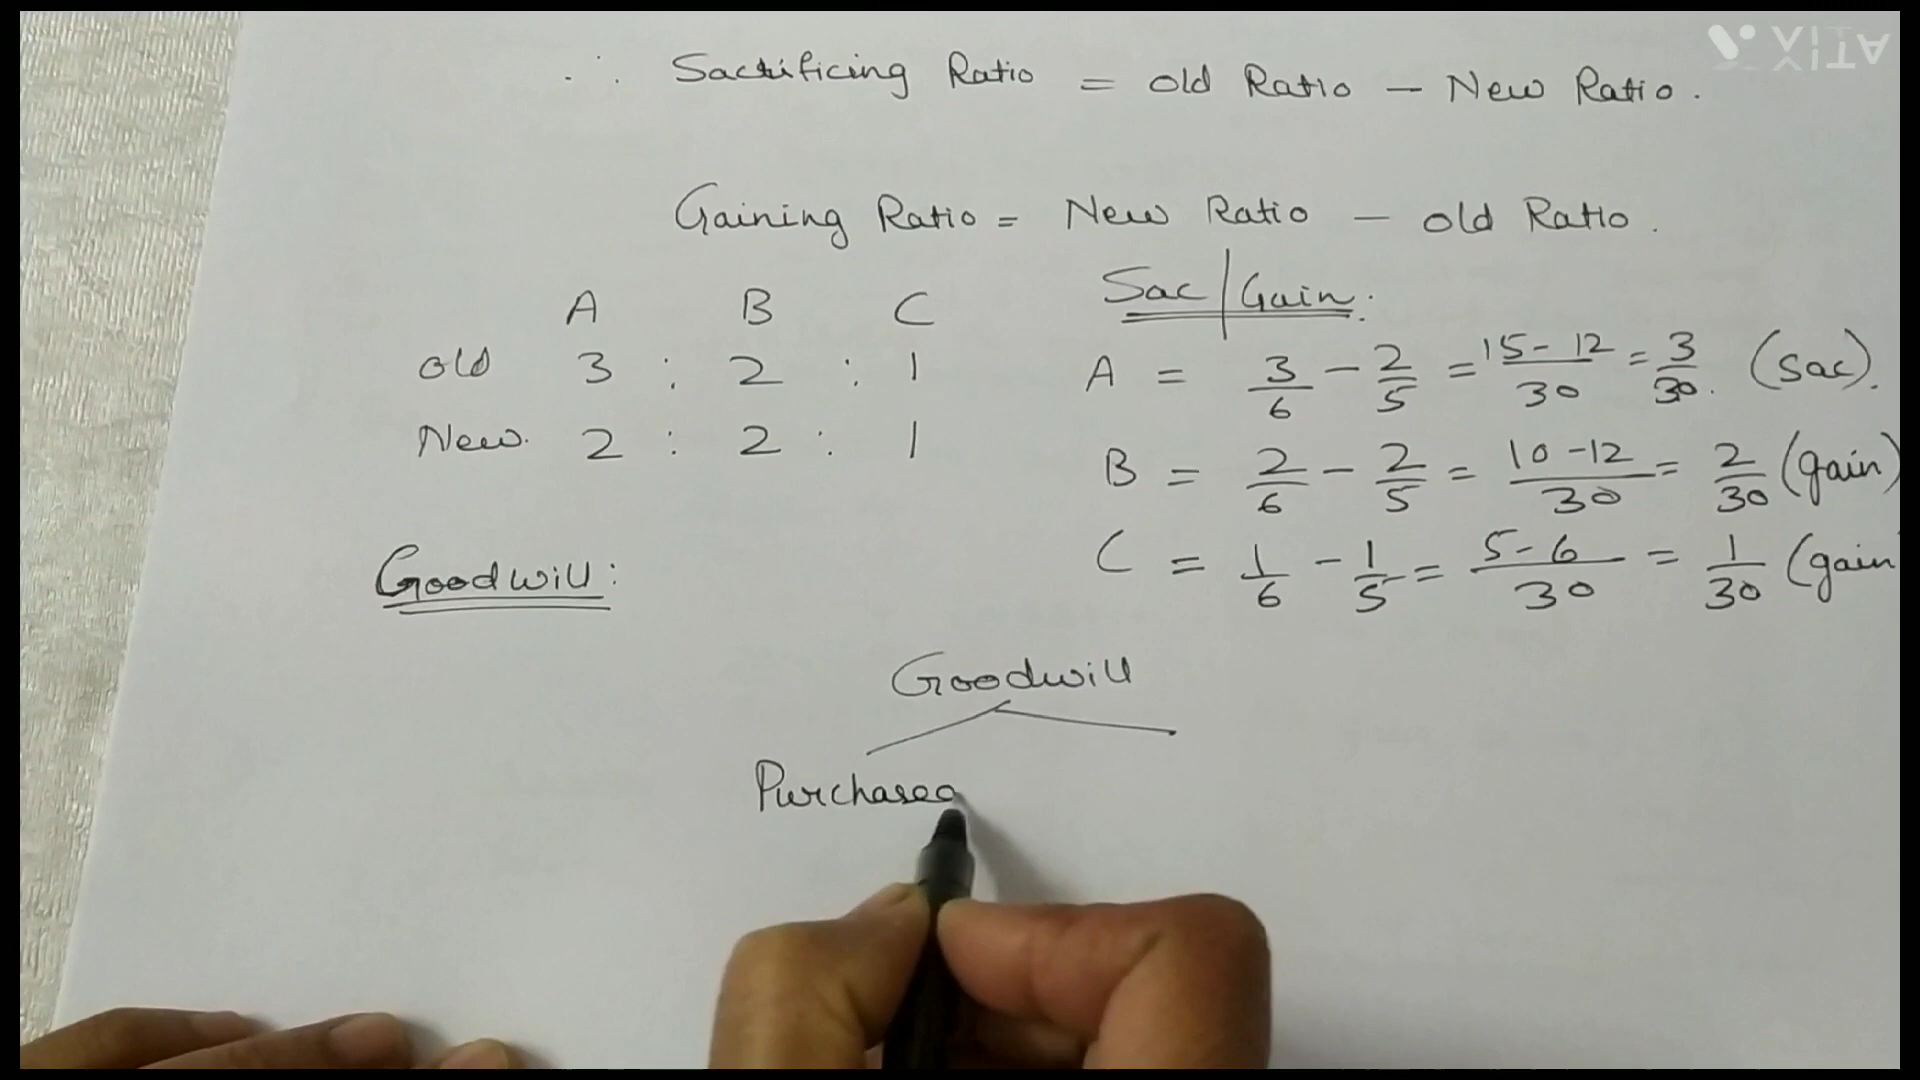 ∴ Sacrificing Ratio = old Ratio - New Ratio.
Gaining Ratio = New Ratio - old Ratio.
Sac | Gain:
A B C
old 3 : 2 : 1
New. 2 : 2 : 1
A = 3/6 - 2/5 = 15-12/30 = 3/30. (sac).
B = 2/6 - 2/5 = 10-12/30 = 2/30 (gain)
C = 1/6 - 1/5 = 5-6/30 = 1/30 (gain
Goodwill:
Goodwill
Purchased